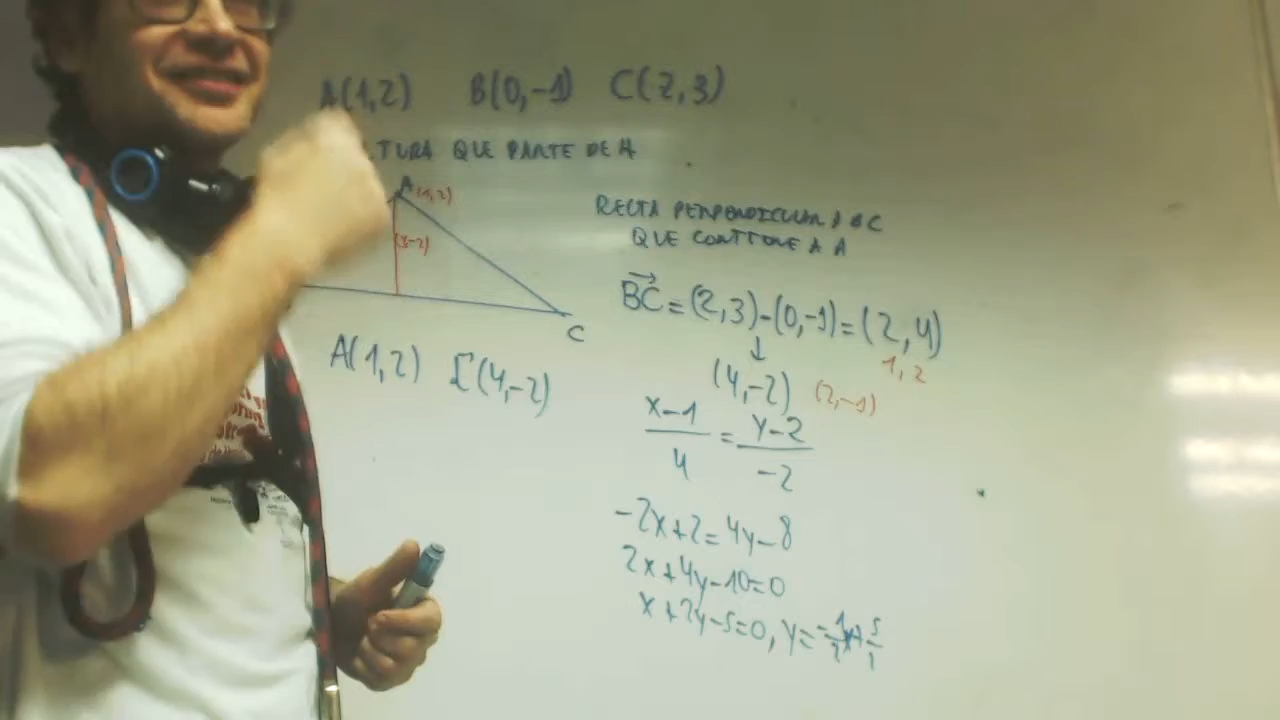 A(1,2) B(0,-1) C(2,3)
TURA QUE PARTE DE A
A (1,2)
C
RECTA PERPENDICULAR A BC
QUE CONTIENE A A
BC = (2,3)-(0,-1) = (2,4)
1,2
↓
(4,-2) (2,-1)
A(1,2) (4,-2)
x-1/4 = y-2/-2
-2x+2=4y-8
2x+4y-10=0
x+2y-5=0, y=